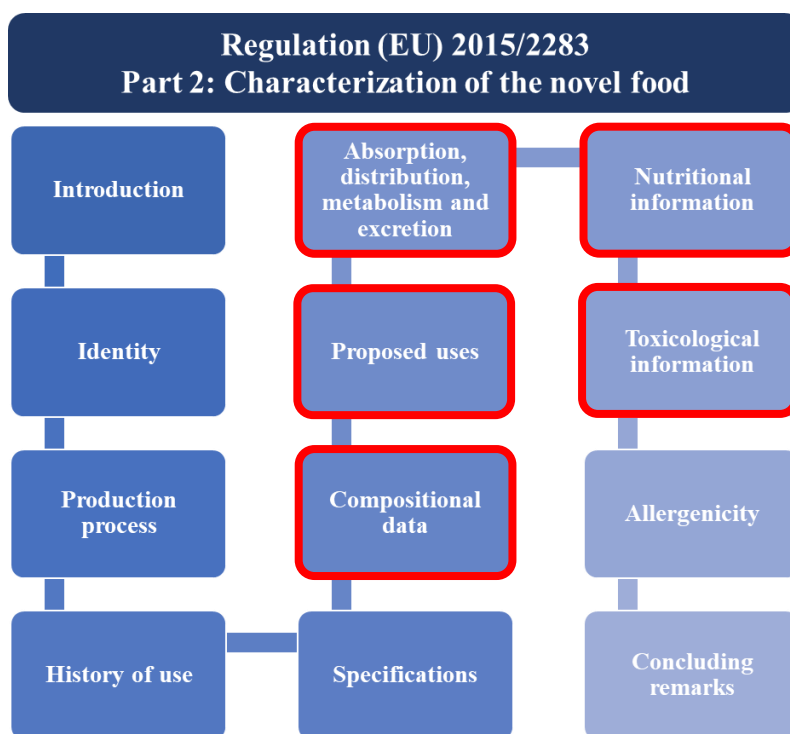 Regulation (EU) 2015/2283
Part 2: Characterization of the novel food
Introduction
Identity
Production
process
History of use
Specifications
Compositional
data
Proposed uses
Absorption,
distribution,
metabolism and
excretion
Nutritional
information
Toxicological
information
Allergenicity
Concluding
remarks